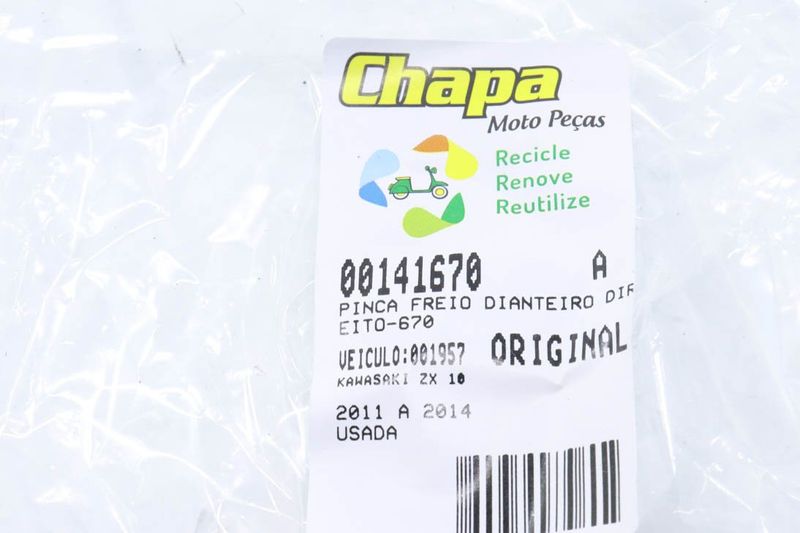 Chapa
Moto Peças
Recicle
Renove
Reutilize
00141670 A
PINCA FREIO DIANTEIRO DIR
EITO-670
VEICULO:001957 ORIGINAL
KAWASAKI ZX 10
2011 A 2014
USADA